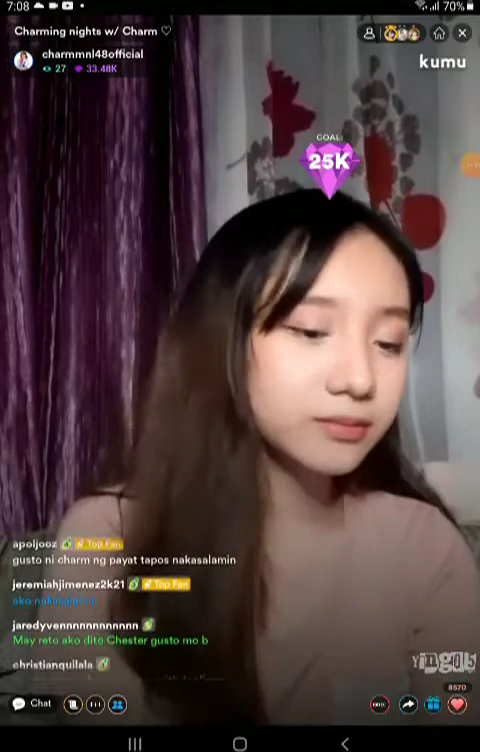 7:08
70%
Charming nights w/ Charm ♡
charmmnl48official
27 33.48K
kumu
GOAL:
25K
apoljooz Top Fan
gusto ni charm ng payat tapos nakasalamin
jeremiahjimenez2k21 Top Fan
jaredyvennnnnnnnnnnnn
May reto ako dito Chester gusto mo b
christianquilala
8570
Chat